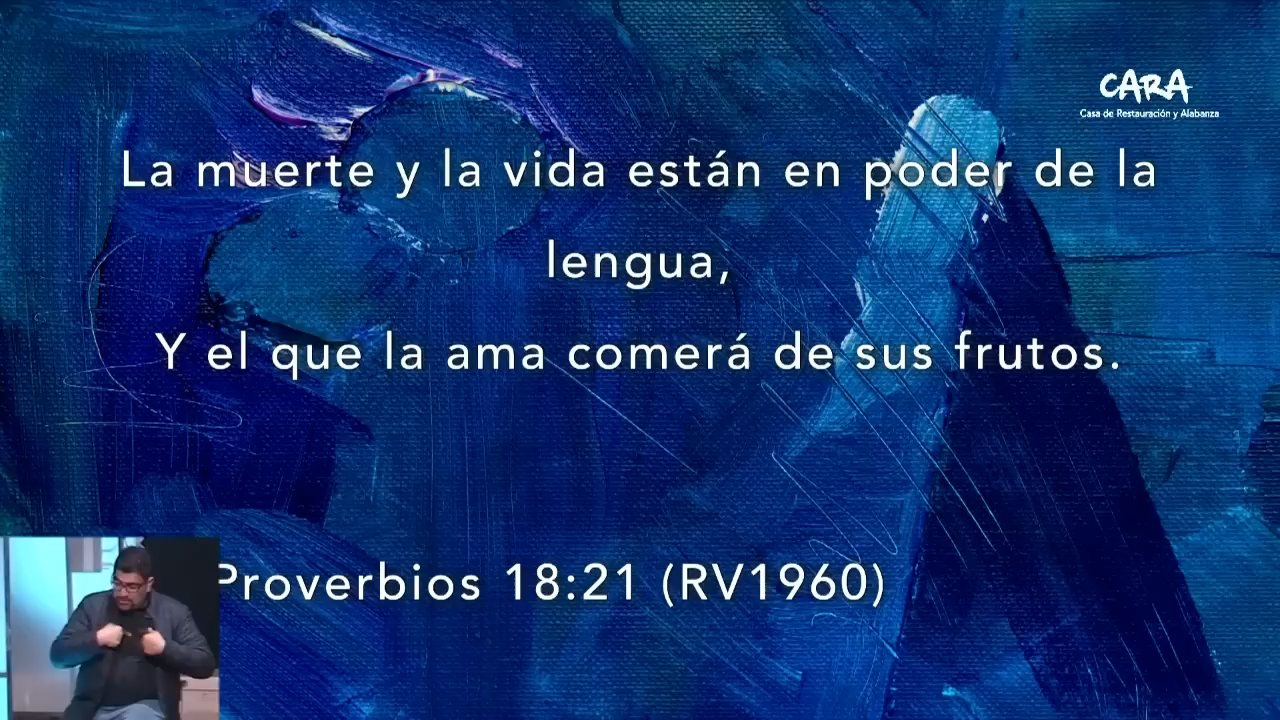 CARA
Casa de Restauración y Alabanza
La muerte y la vida están en poder de la
lengua,
Y el que la ama comerá de sus frutos.
Proverbios 18:21 (RV1960)